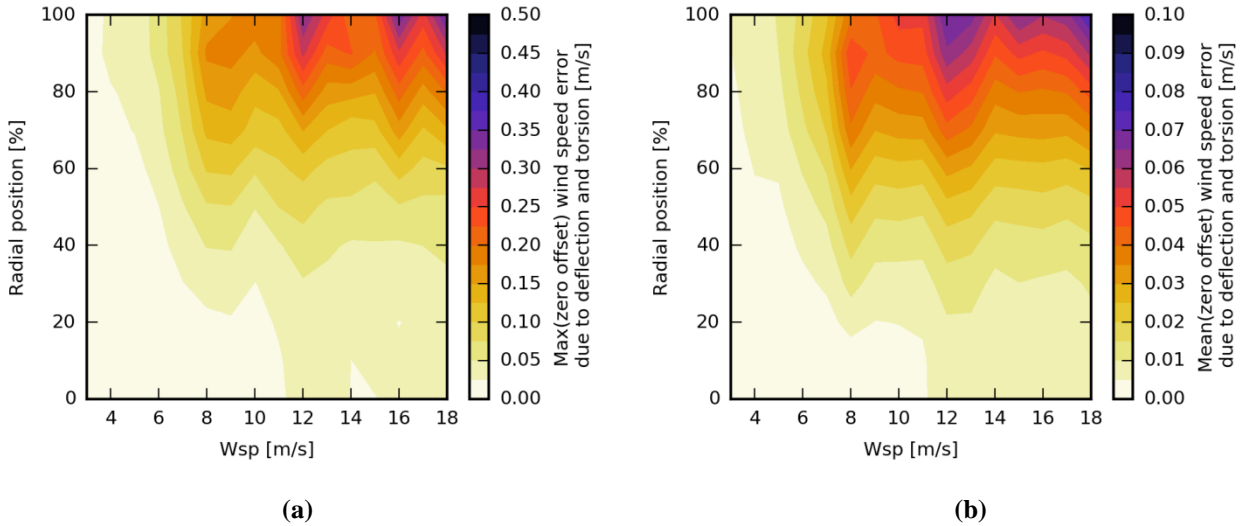 100
80
60
40
20
0
Radial position [%]
4 6 8 10 12 14 16 18
Wsp [m/s]
0.50
0.45
0.40
0.35
0.30
0.25
0.20
0.15
0.10
0.05
0.00
Max(zero offset) wind speed error
due to deflection and torsion [m/s]
(a)
100
80
60
40
20
0
Radial position [%]
4 6 8 10 12 14 16 18
Wsp [m/s]
0.10
0.09
0.08
0.07
0.06
0.05
0.04
0.03
0.02
0.01
0.00
Mean(zero offset) wind speed error
due to deflection and torsion [m/s]
(b)